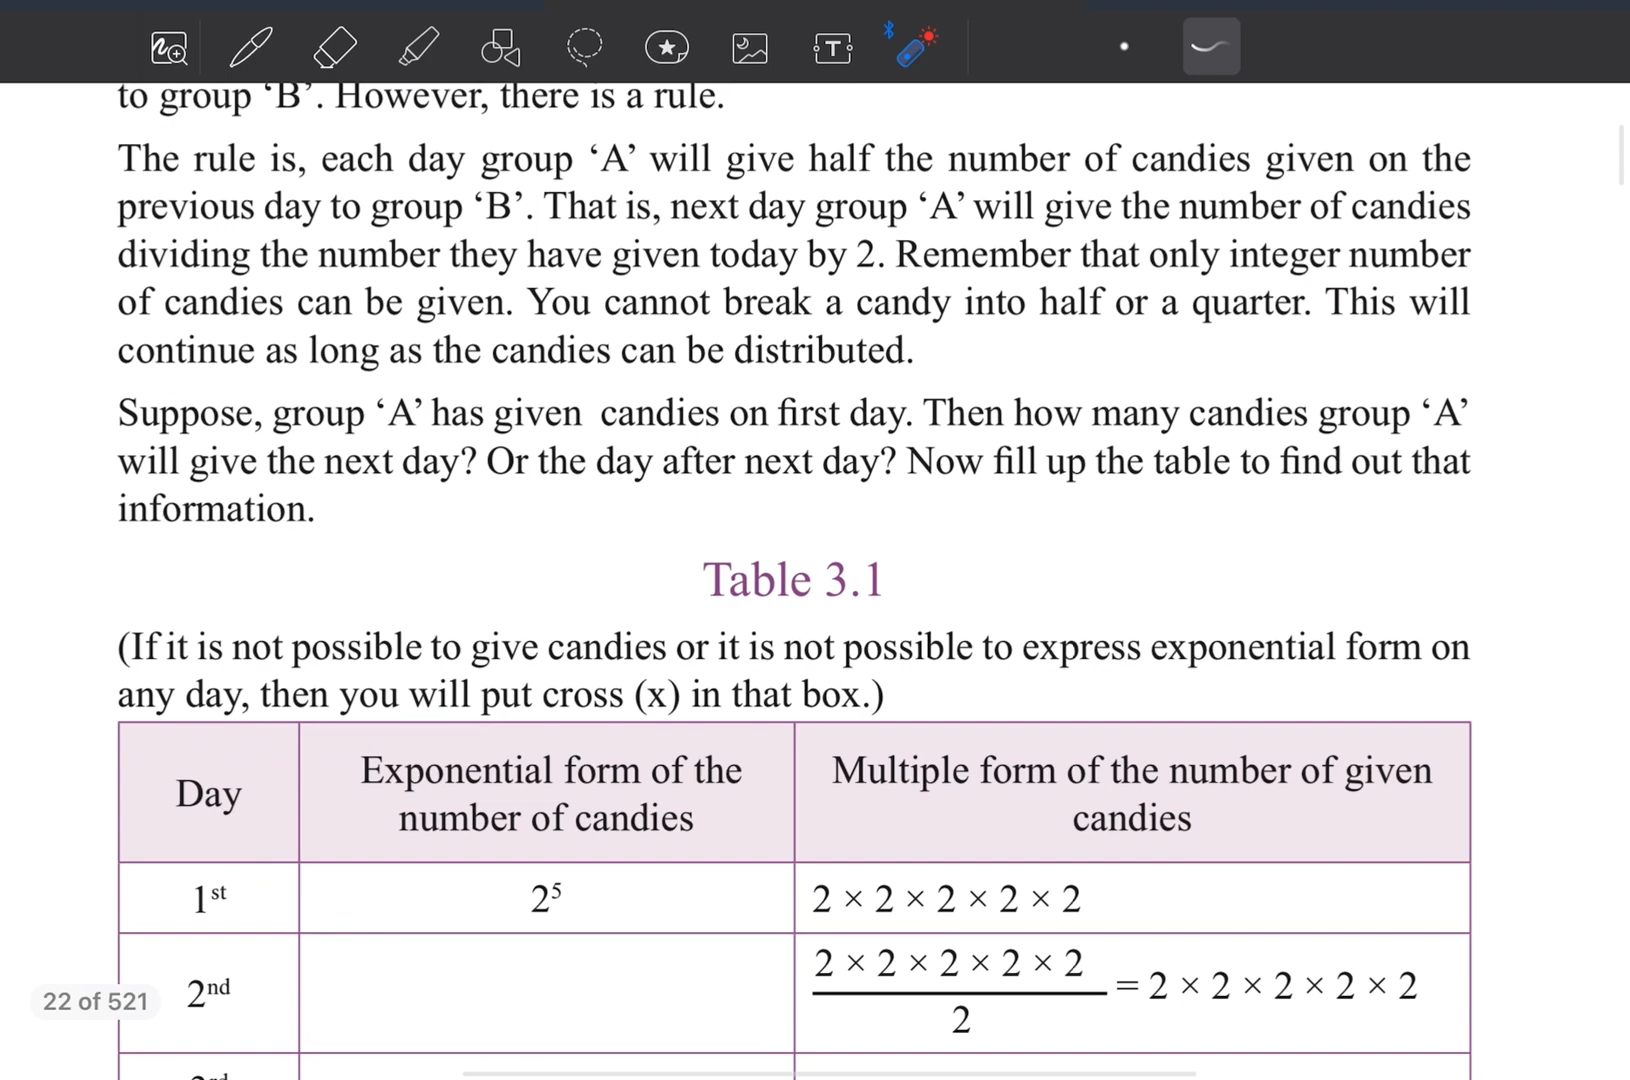 to group ‘B’. However, there is a rule.
The rule is, each day group ‘A’ will give half the number of candies given on the
previous day to group ‘B’. That is, next day group ‘A’ will give the number of candies
dividing the number they have given today by 2. Remember that only integer number
of candies can be given. You cannot break a candy into half or a quarter. This will
continue as long as the candies can be distributed.
Suppose, group ‘A’ has given candies on first day. Then how many candies group ‘A’
will give the next day? Or the day after next day? Now fill up the table to find out that
information.
Table 3.1
(If it is not possible to give candies or it is not possible to express exponential form on
any day, then you will put cross (x) in that box.)
Day
Exponential form of the
number of candies
Multiple form of the number of given
candies
1st
2⁵
2 × 2 × 2 × 2 × 2
2nd
2 × 2 × 2 × 2 × 2
2
= 2 × 2 × 2 × 2 × 2
22 of 521